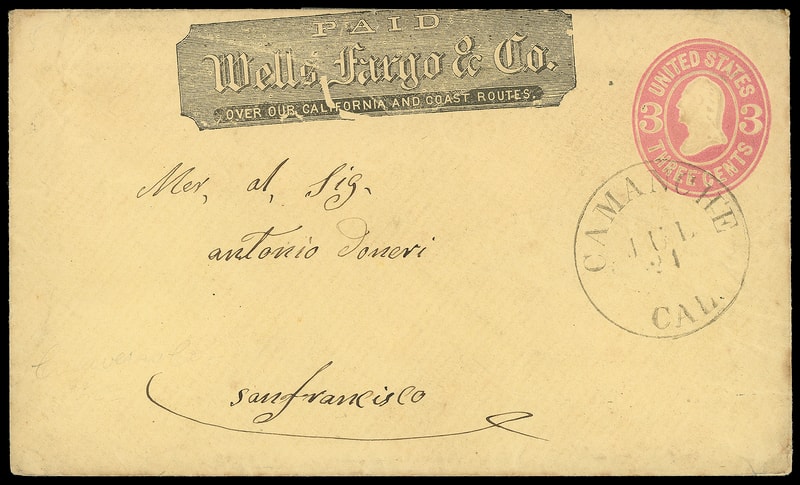 PAID
Wells, Fargo & Co.
OVER OUR CALIFORNIA AND COAST ROUTES.
UNITED STATES
3 3
THREE CENTS
CAMANCHE
JUL
21
CAL.
Mer, al, Sig.
antonio Doneri
sanfrancisco